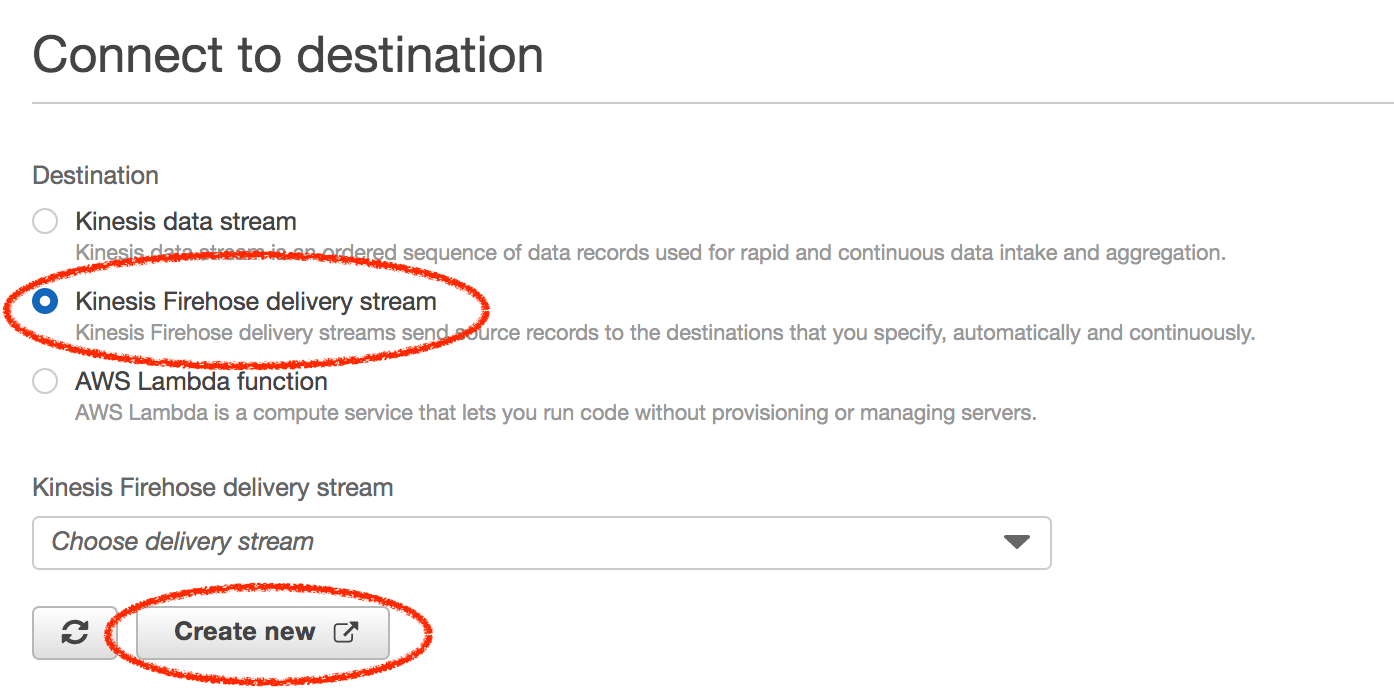 Connect to destination
Destination
Kinesis data stream
Kinesis data stream is an ordered sequence of data records used for rapid and continuous data intake and aggregation.
Kinesis Firehose delivery stream
Kinesis Firehose delivery streams send source records to the destinations that you specify, automatically and continuously.
AWS Lambda function
AWS Lambda is a compute service that lets you run code without provisioning or managing servers.
Kinesis Firehose delivery stream
Choose delivery stream
Create new